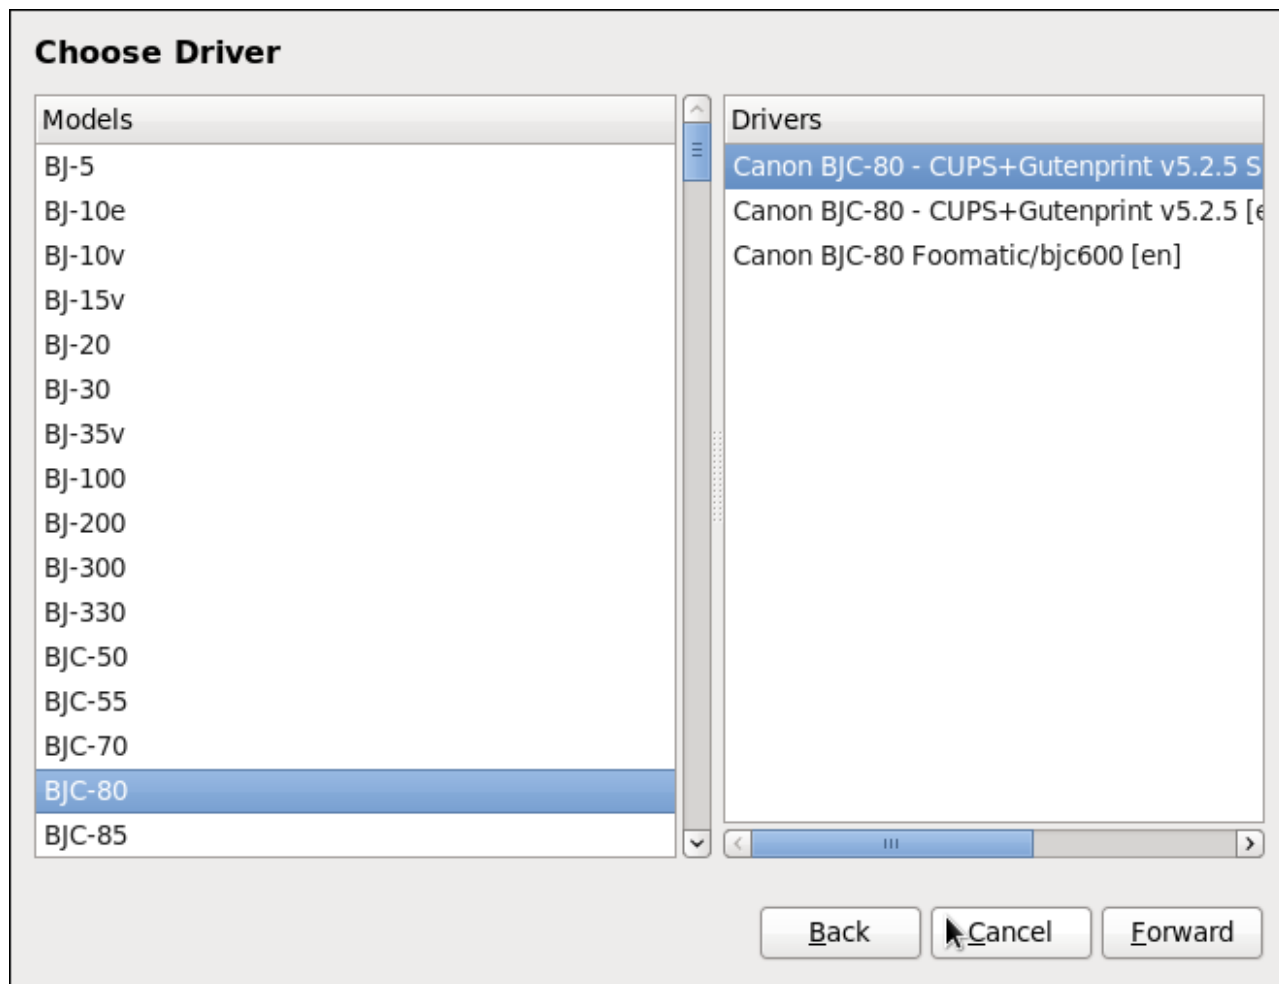 Choose Driver
Models
BJ-5
BJ-10e
BJ-10v
BJ-15v
BJ-20
BJ-30
BJ-35v
BJ-100
BJ-200
BJ-300
BJ-330
BJC-50
BJC-55
BJC-70
BJC-80
BJC-85
Drivers
Canon BJC-80 - CUPS+Gutenprint v5.2.5 S
Canon BJC-80 - CUPS+Gutenprint v5.2.5 [e
Canon BJC-80 Foomatic/bjc600 [en]
Back Cancel Forward